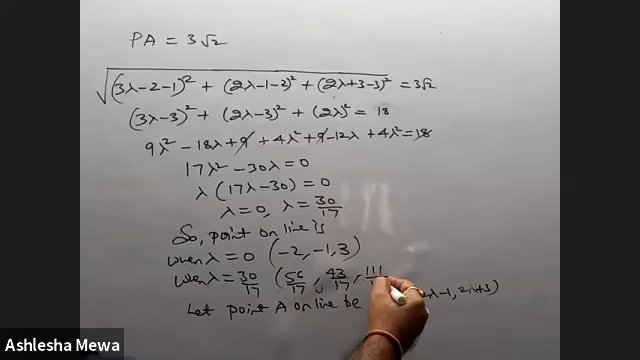 PA = 3√2
√(3λ-2-1)² + (2λ-1-2)² + (2λ+3-3)² = 3√2
(3λ-3)² + (2λ-3)² + (2λ)² = 18
9λ² - 18λ + 9 + 4λ² + 9 - 12λ + 4λ² = 18
17λ² - 30λ = 0
λ (17λ-30) = 0
λ = 0, λ = 30/17
So, point on line is
when λ = 0 (-2, -1, 3)
when λ = 30/17 (56/17, 43/17, 111/1
Let point A on line be 2λ-1, 2λ+3)
Ashlesha Mewa